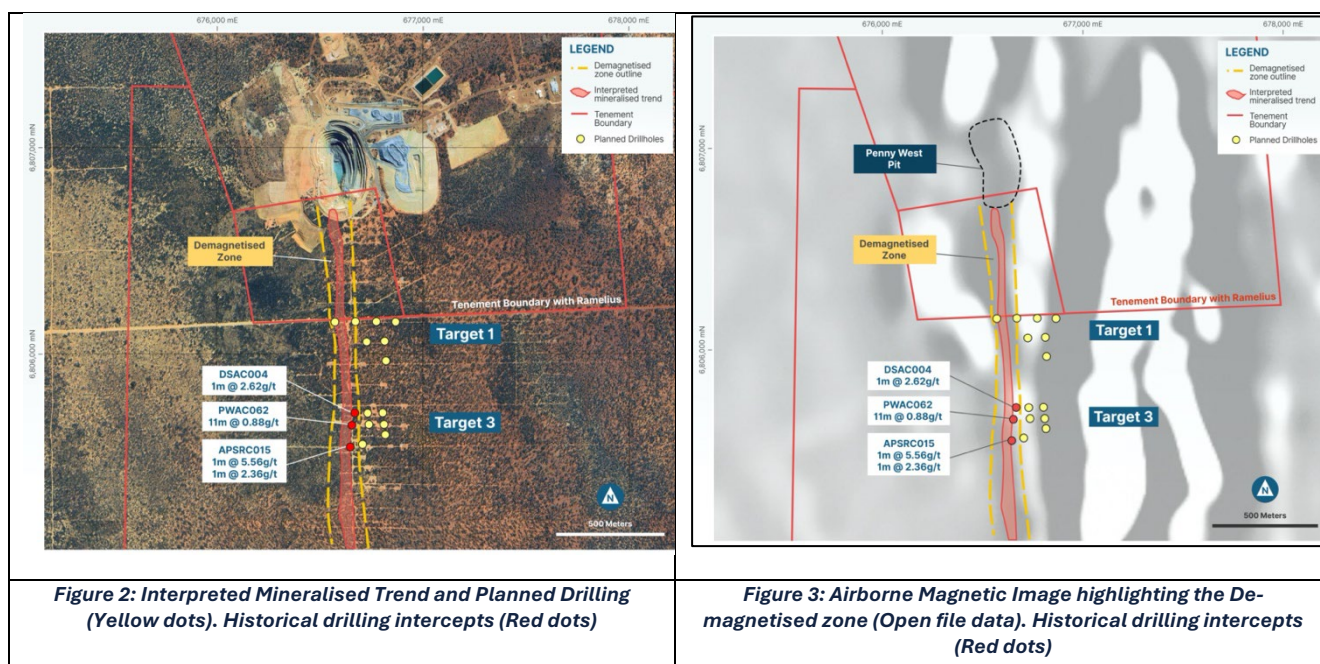 676,000 mE
677,000 mE
678,000 mE
6,807,000 mN
6,806,000 mN
LEGEND
Demagnetised
zone outline
Interpreted
mineralised trend
Tenement
Boundary
Planned Drillholes
Demagnetised
Zone
Tenement Boundary with Ramelius
Target 1
DSAC004
1m @ 2.62g/t
PWAC062
11m @ 0.88g/t
Target 3
APSRC015
1m @ 5.56g/t
1m @ 2.36g/t
N
500 Meters
Figure 2: Interpreted Mineralised Trend and Planned Drilling
(Yellow dots). Historical drilling intercepts (Red dots)
676,000 mE
677,000 mE
678,000 mE
6,807,000 mN
6,806,000 mN
LEGEND
Demagnetised
zone outline
Interpreted
mineralised trend
Tenement
Boundary
Planned Drillholes
Penny West
Pit
Demagnetised
Zone
Tenement Boundary with Ramelius
Target 1
DSAC004
1m @ 2.62g/t
PWAC062
11m @ 0.88g/t
Target 3
APSRC015
1m @ 5.56g/t
1m @ 2.36g/t
N
500 Meters
Figure 3: Airborne Magnetic Image highlighting the De-
magnetised zone (Open file data). Historical drilling intercepts
(Red dots)